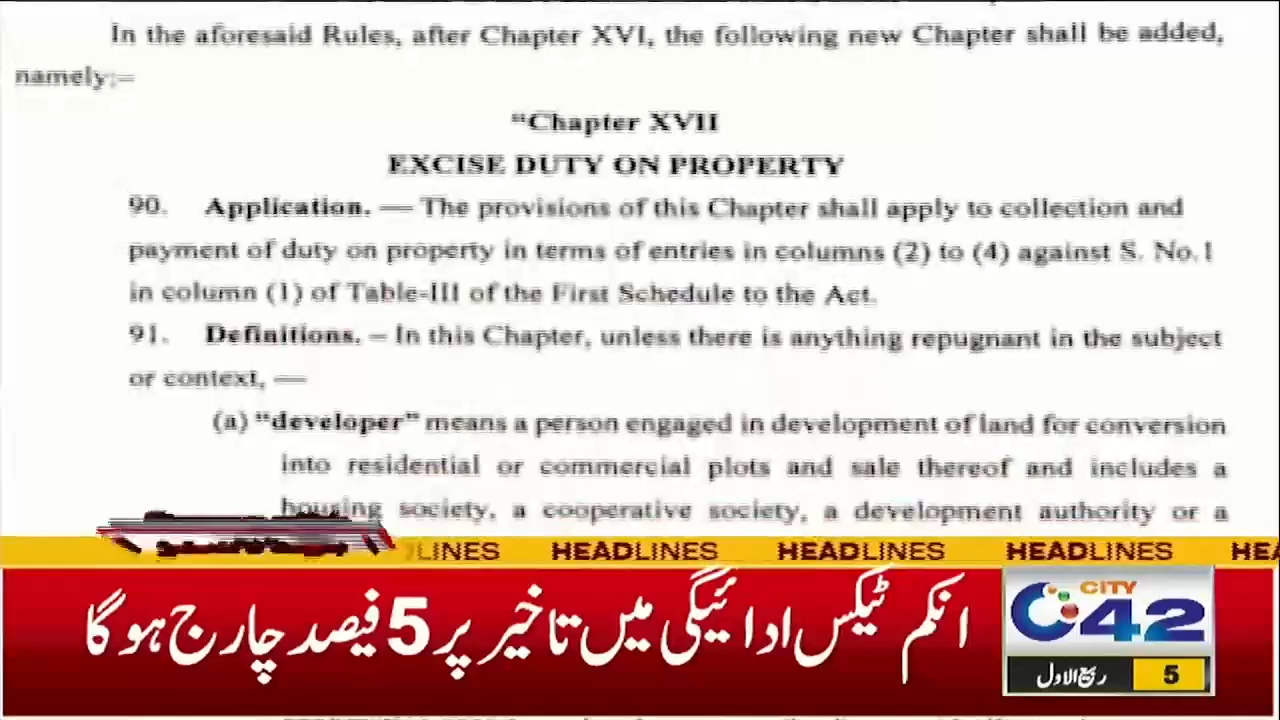 In the aforesaid Rules, after Chapter XVI, the following new Chapter shall be added,
namely:–
"Chapter XVII
EXCISE DUTY ON PROPERTY
90. Application. — The provisions of this Chapter shall apply to collection and
payment of duty on property in terms of entries in columns (2) to (4) against S. No.1
in column (1) of Table-III of the First Schedule to the Act.
91. Definitions. – In this Chapter, unless there is anything repugnant in the subject
or context, —
(a) "developer" means a person engaged in development of land for conversion
into residential or commercial plots and sale thereof and includes a
housing society, a cooperative society, a development authority or a
LINES HEADLINES HEADLINES HEADLINES HEA
انکم ٹیکس ادائیگی میں تاخیر پر 5 فیصد چارج ہوگا
CITY
42
5 ربیع الاول